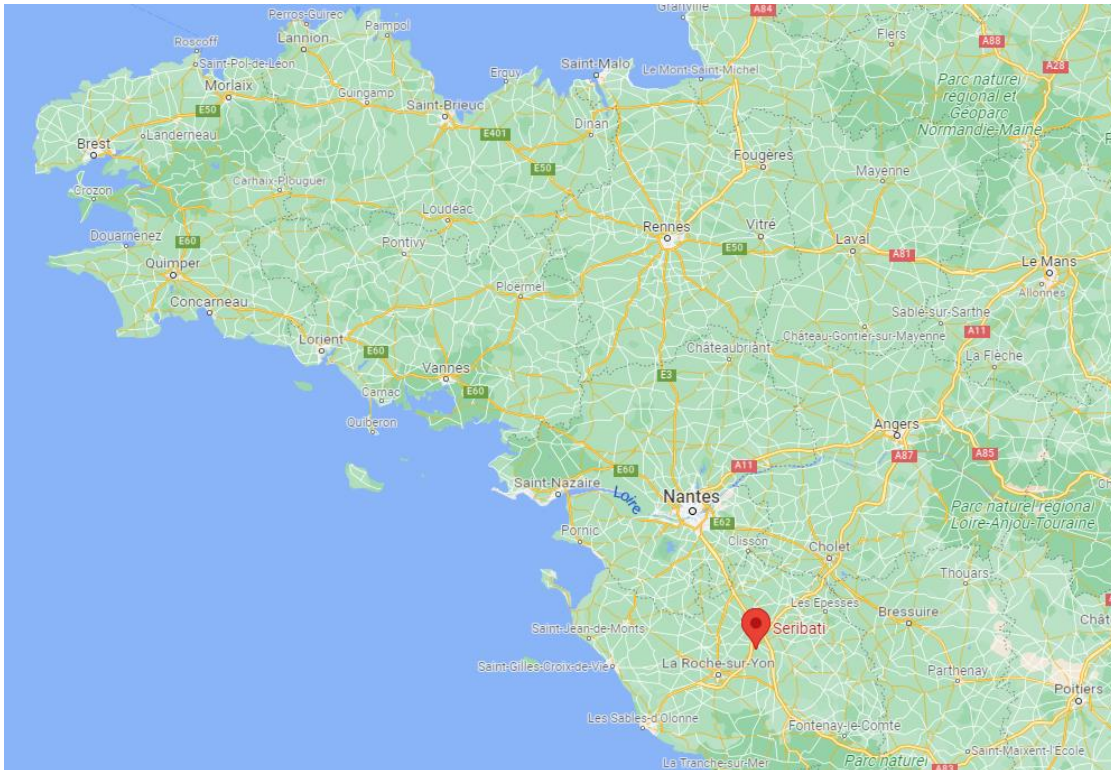 Granville
A84
Flers
A88
A28
Perros-Guirec
Paimpol
Lannion
Roscoff
Saint-Pol-de-Léon
Morlaix
E50
Guingamp
Saint-Brieuc
Erquy
Saint-Malo
Le Mont-Saint-Michel
Parc naturel
régional et
Géoparc
Normandie-Maine
Landerneau
Brest
E401
Dinan
E50
Fougères
Mayenne
Crozon
Carhaix-Plouguer
Loudéac
Rennes
Vitré
E50
Laval
A81
Le Mans
Allonnes
Douarnenez
E60
Quimper
Pontivy
Ploërmel
Concarneau
Lorient
E60
Sablé-sur-Sarthe
Château-Gontier-sur-Mayenne
A11
La Flèche
Châteaubriant
Vannes
E60
E3
Carnac
Quiberon
Angers
A87
A85
E60
A11
Saint-Nazaire
Loire
Nantes
E62
Parc naturel régional
Loire-Anjou-Touraine
Pornic
Clisson
Cholet
Thouars
Les Epesses
Bressuire
Seribati
Saint-Jean-de-Monts
Saint-Gilles-Croix-de-Vie
La Roche-sur-Yon
Parthenay
Poitiers
Les Sables-d'Olonne
Fontenay-le-Comte
Saint-Maixent-l'École
La Tranche-sur-Mer
Parc naturel
A83